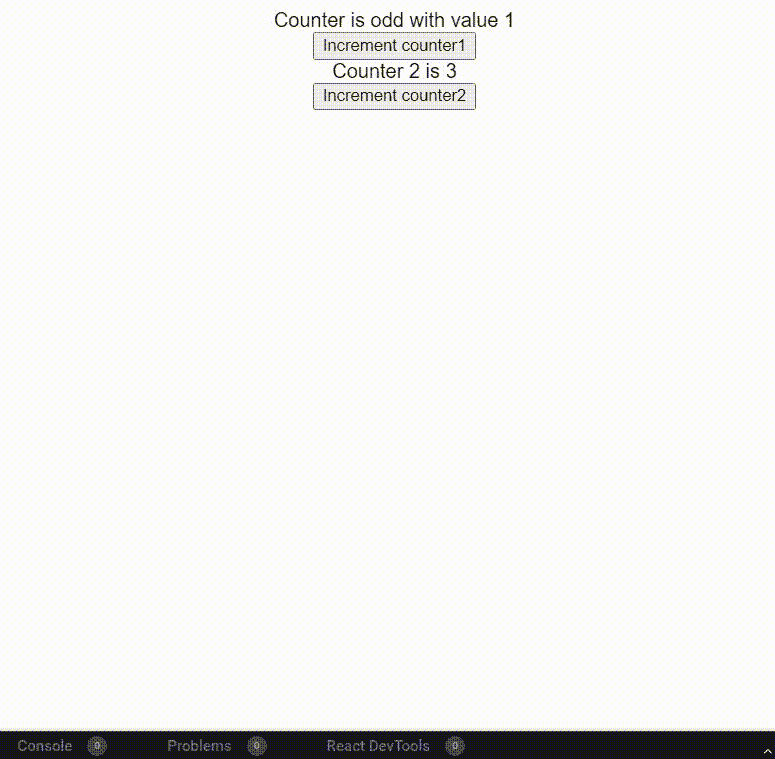 Counter is odd with value 1
Increment counter1
Counter 2 is 3
Increment counter2
Console 0 Problems 0 React DevTools 0